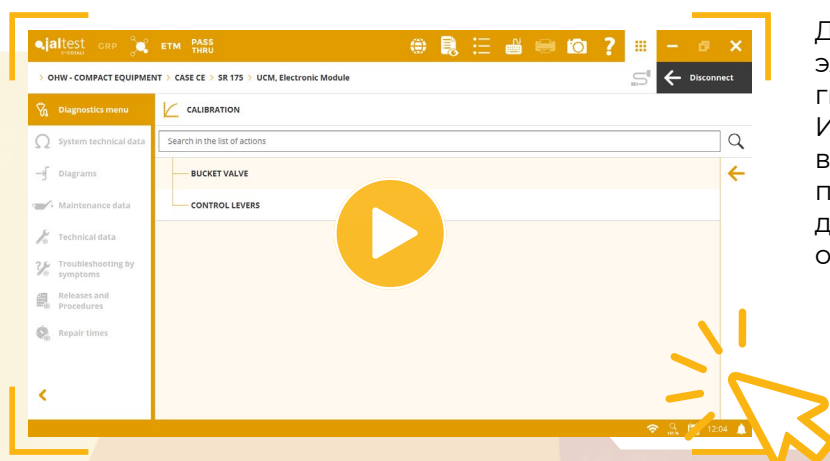 jaltest GRP ETM PASS THRU
> OHW - COMPACT EQUIPMENT > CASE CE > SR 175 > UCM, Electronic Module
Disconnect
Diagnostics menu
CALIBRATION
System technical data
Search in the list of actions
Diagrams
BUCKET VALVE
Maintenance data
CONTROL LEVERS
Technical data
Troubleshooting by
symptoms
Releases and
Procedures
Repair times
12:04